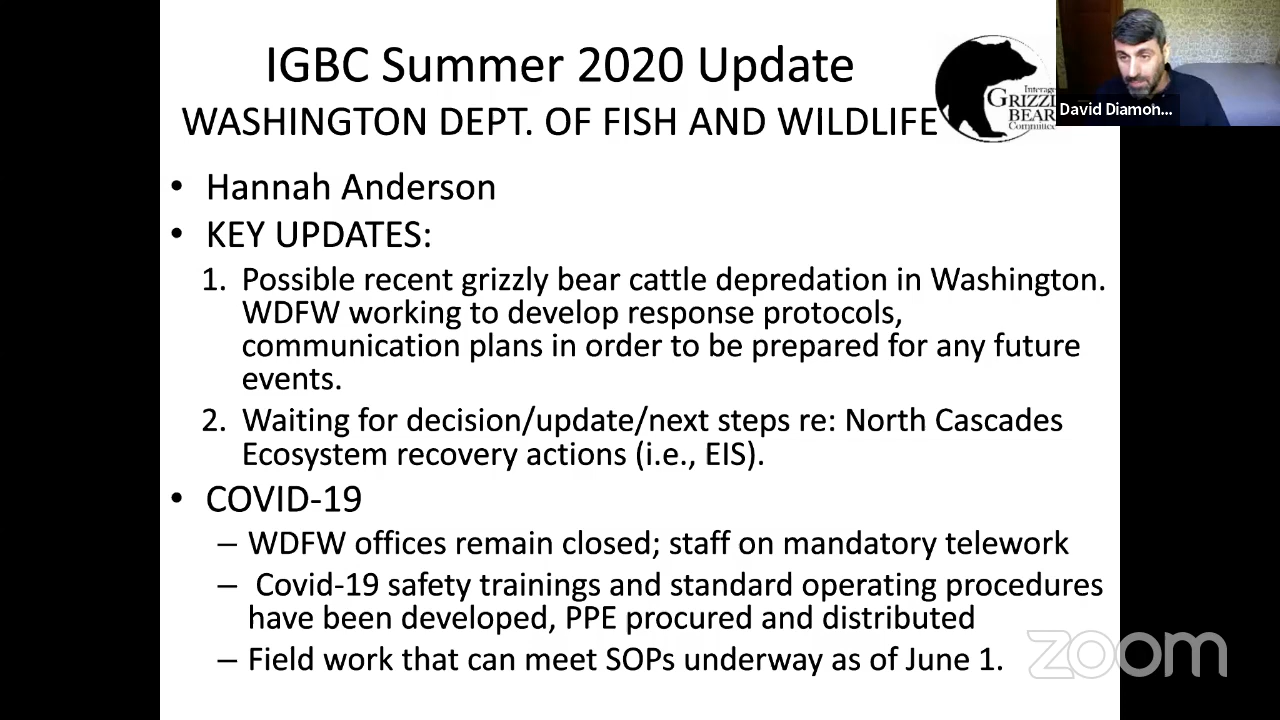 IGBC Summer 2020 Update
WASHINGTON DEPT. OF FISH AND WILDLIFE
Interage
GRIZZL
BEAR
Committee
David Diamon...
• Hannah Anderson
• KEY UPDATES:
1. Possible recent grizzly bear cattle depredation in Washington.
WDFW working to develop response protocols,
communication plans in order to be prepared for any future
events.
2. Waiting for decision/update/next steps re: North Cascades
Ecosystem recovery actions (i.e., EIS).
• COVID-19
– WDFW offices remain closed; staff on mandatory telework
– Covid-19 safety trainings and standard operating procedures
have been developed, PPE procured and distributed
– Field work that can meet SOPs underway as of June 1.
zoom